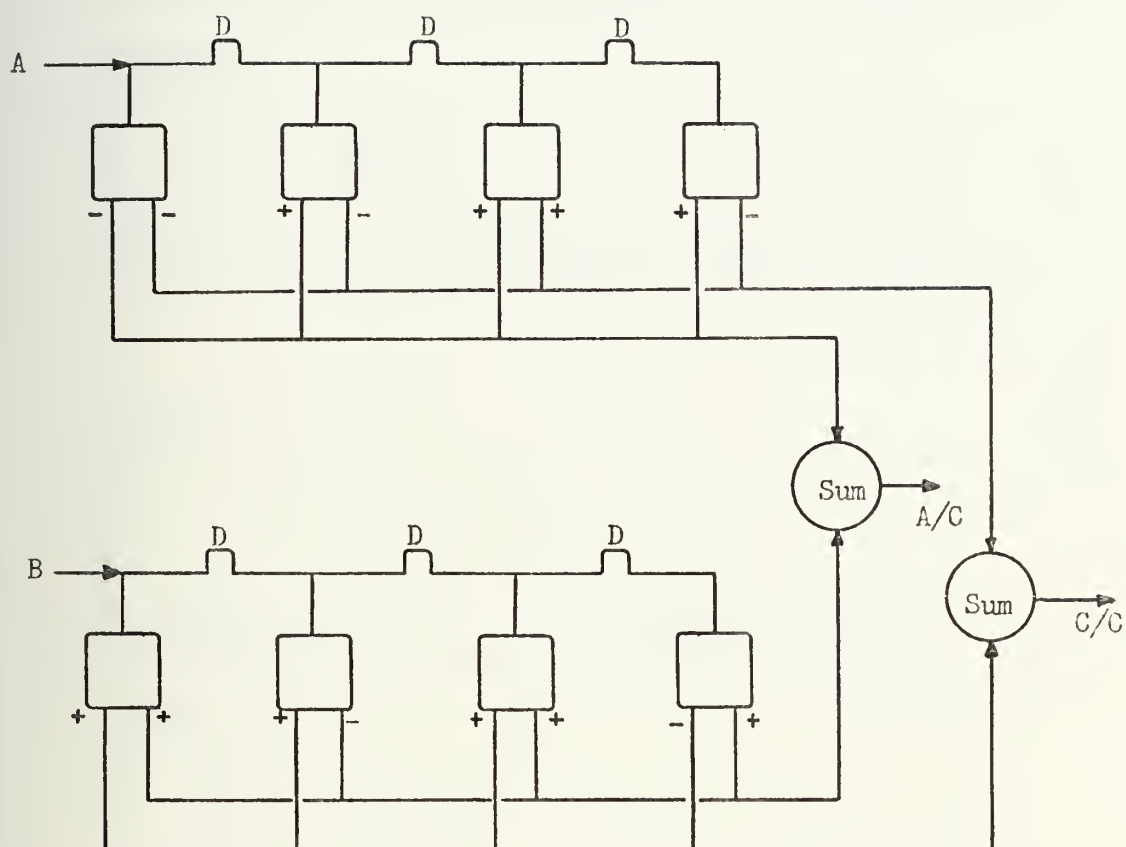 D D D
A
- - + - + + + -
Sum
A/C
D D D
B
Sum
C/C
+ + + - + + - +